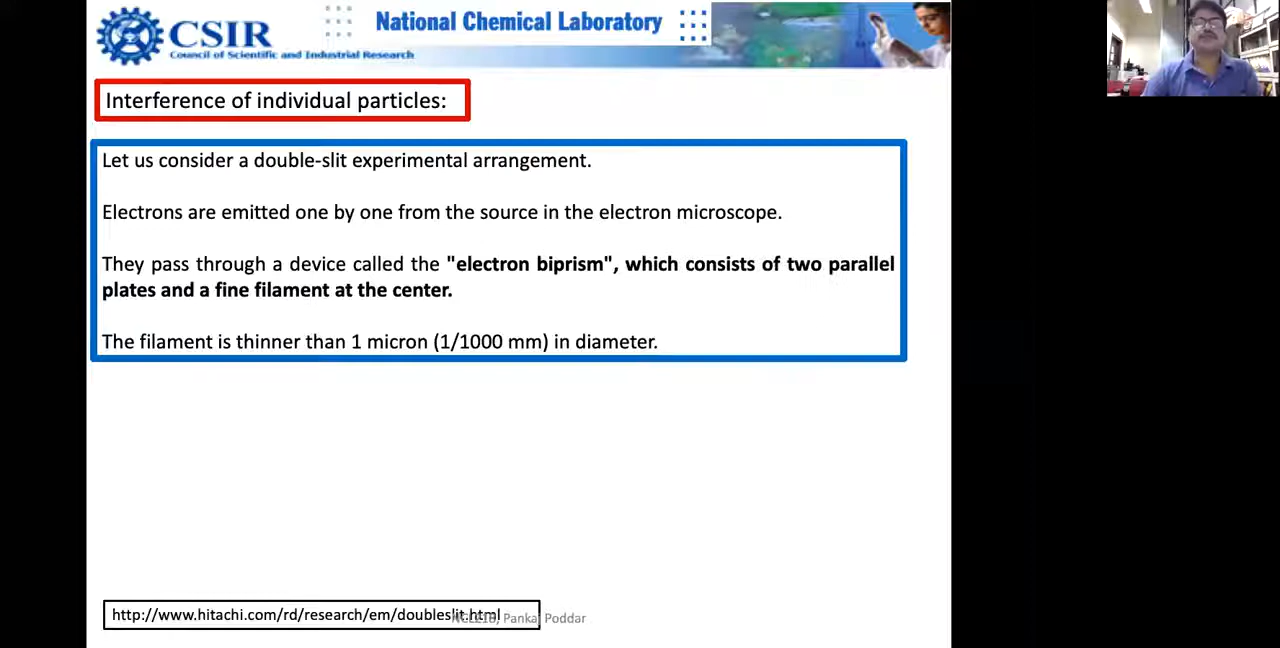 CSIR
Council of Scientific and Industrial Research
National Chemical Laboratory
Interference of individual particles:
Let us consider a double-slit experimental arrangement.
Electrons are emitted one by one from the source in the electron microscope.
They pass through a device called the "electron biprism", which consists of two parallel
plates and a fine filament at the center.
The filament is thinner than 1 micron (1/1000 mm) in diameter.
http://www.hitachi.com/rd/research/em/doubleslit.html
Pankaj Poddar